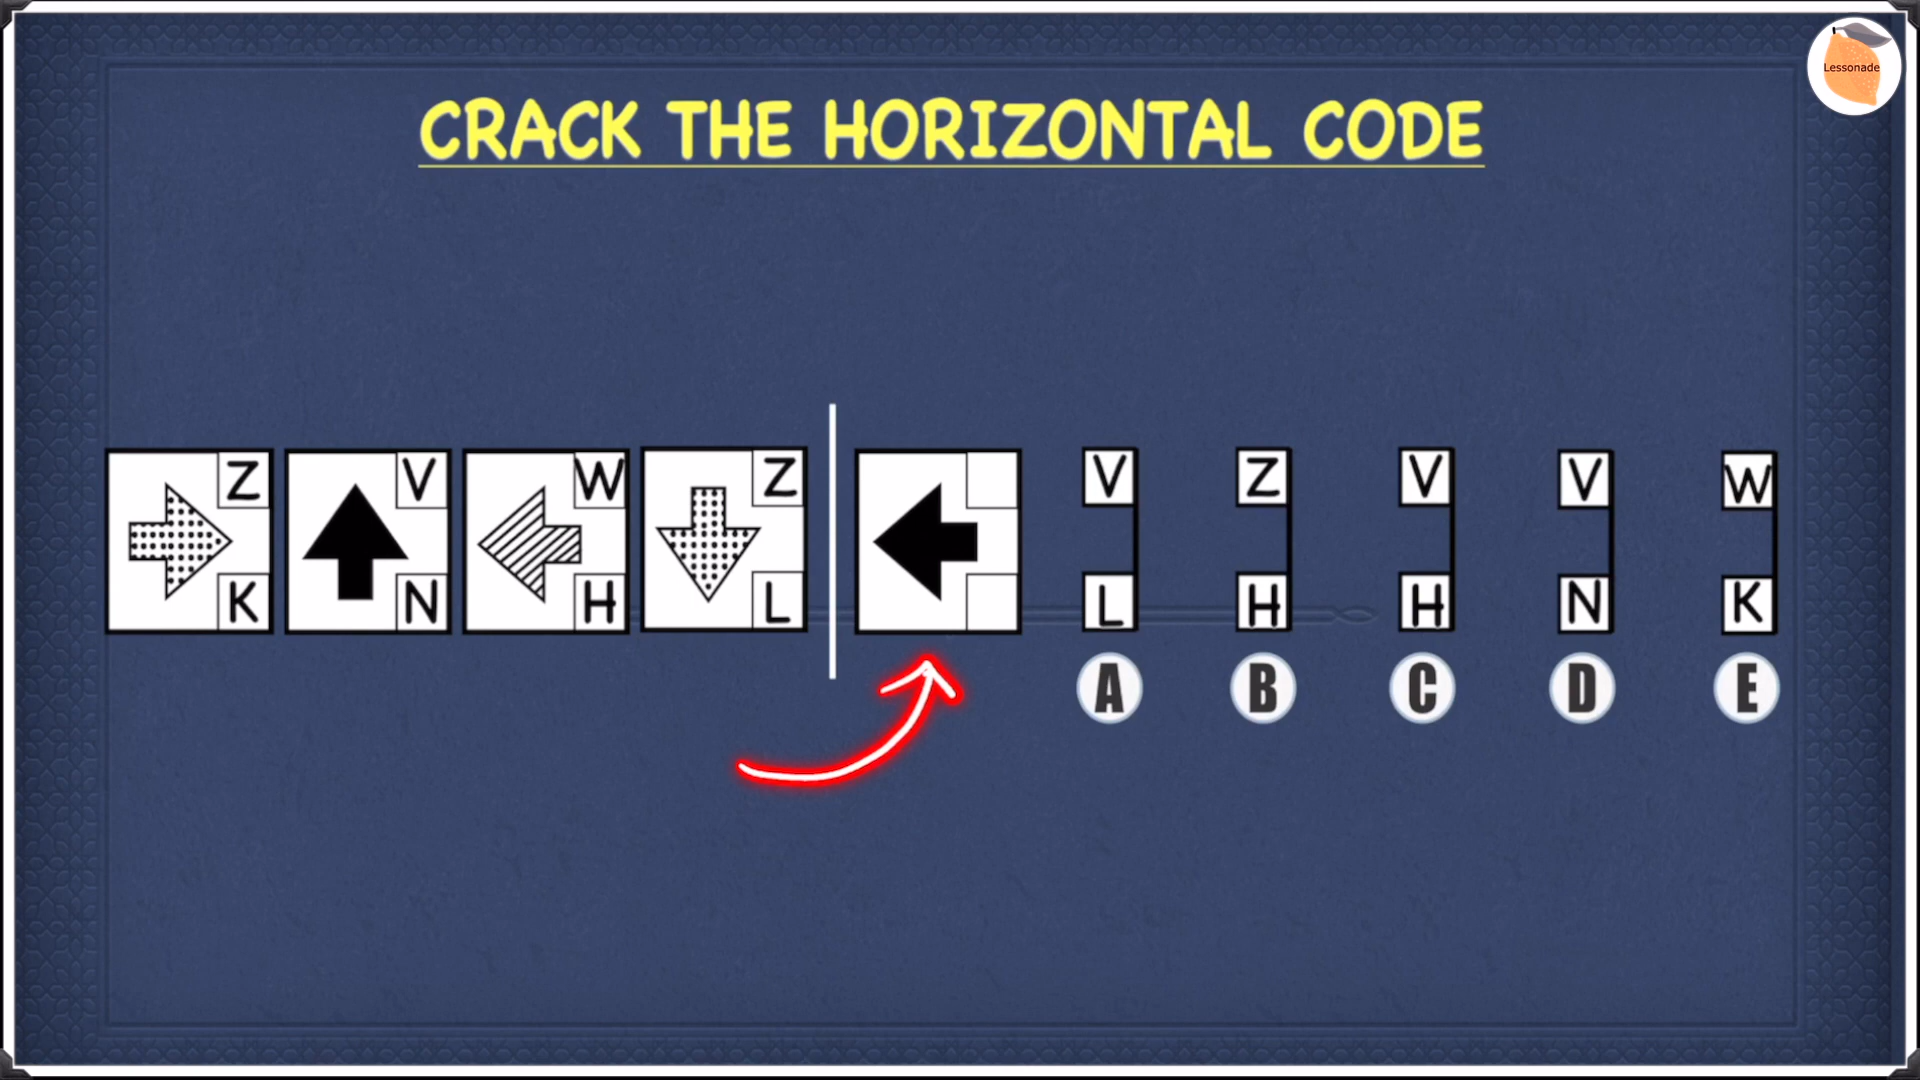 Lessonade
CRACK THE HORIZONTAL CODE
Z V W Z V Z V V W
K N H L L H H N K
A B C D E